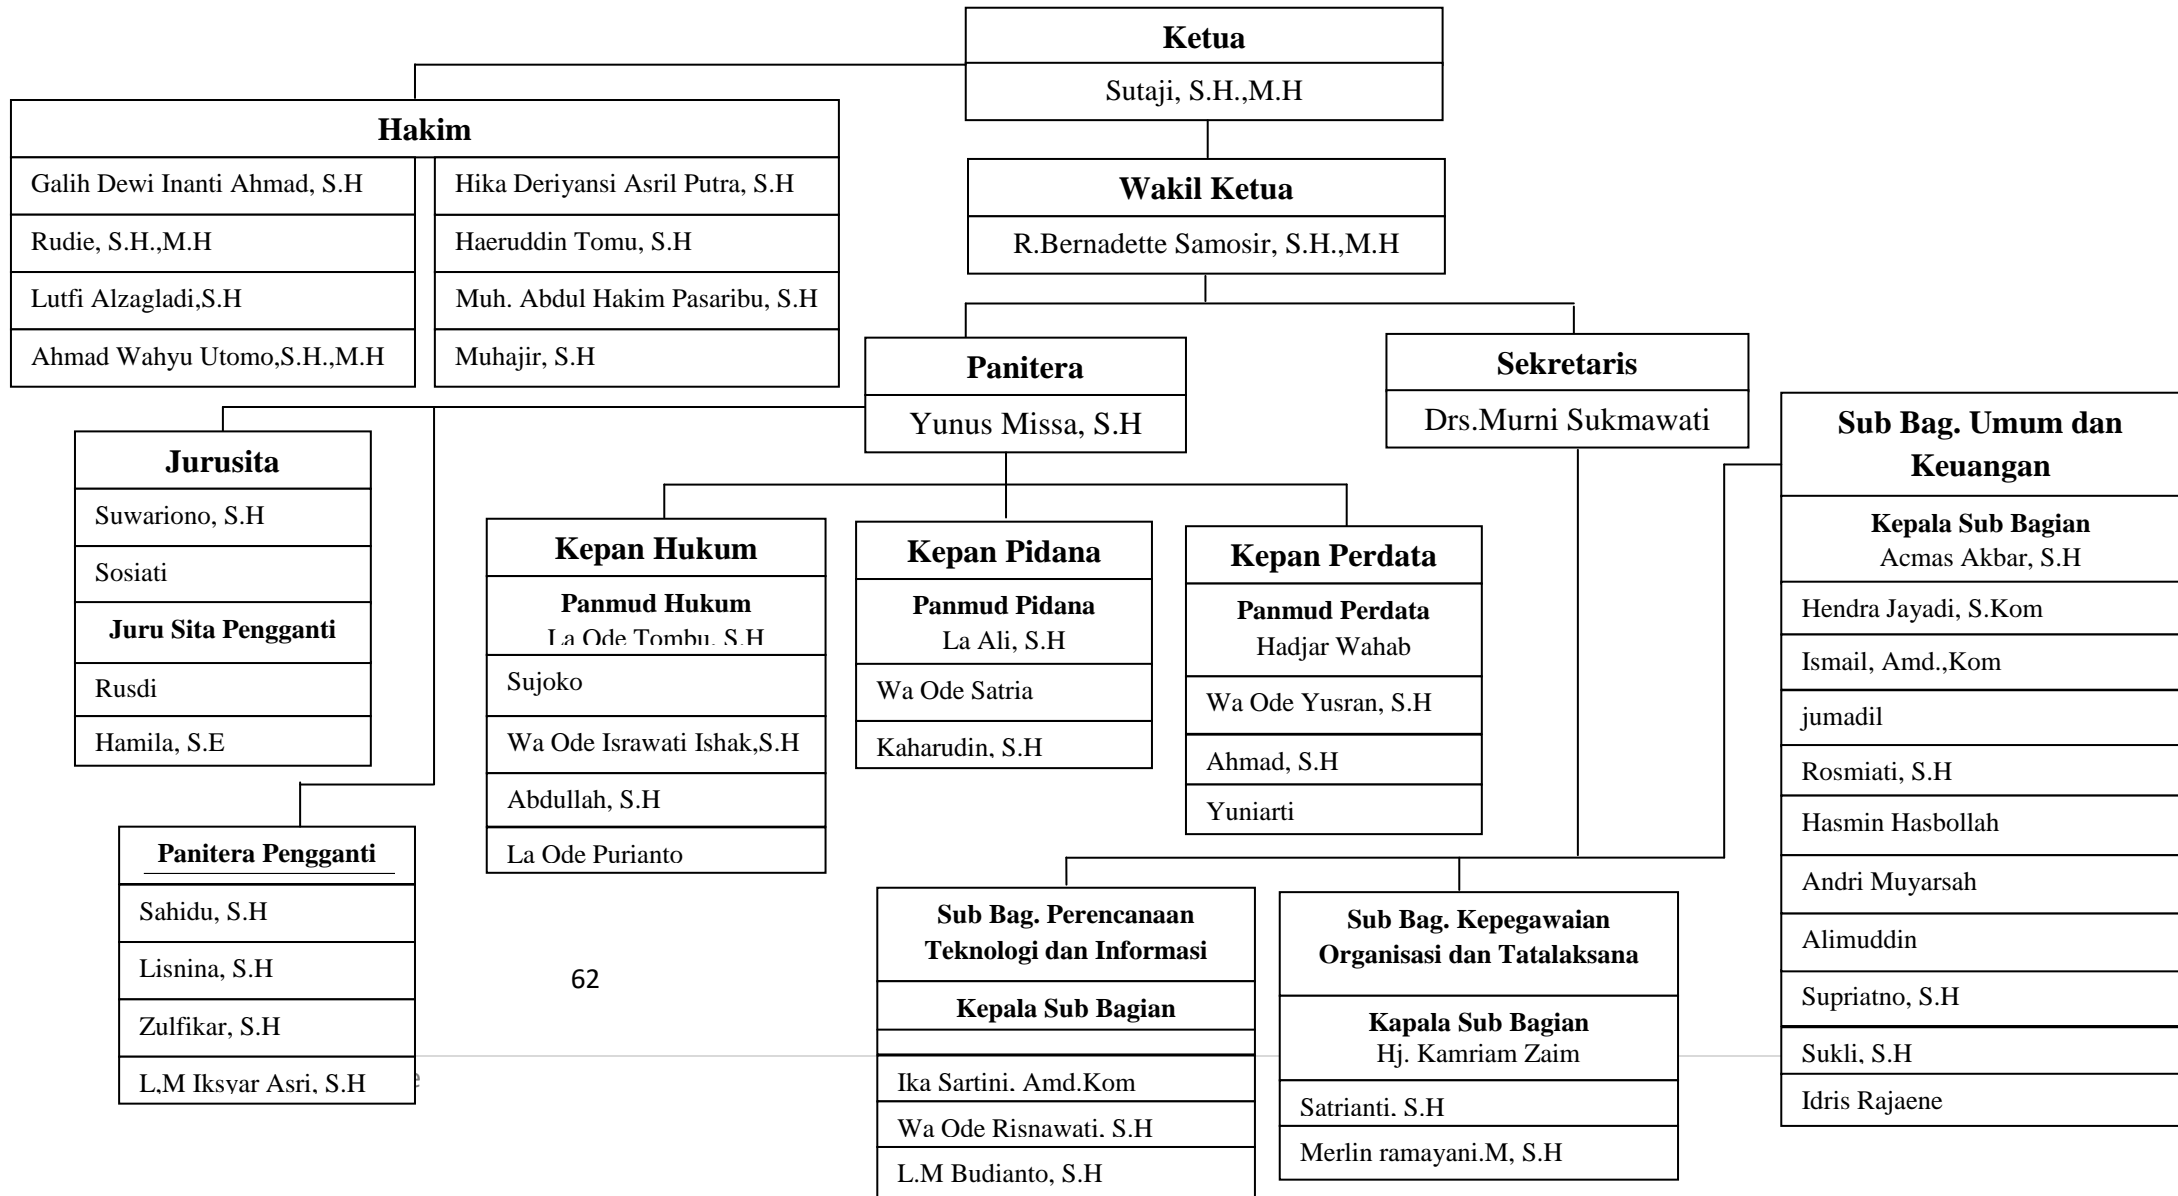 Ketua
Sutaji, S.H.,M.H
Hakim
Galih Dewi Inanti Ahmad, S.H
Rudie, S.H.,M.H
Lutfi Alzagladi,S.H
Ahmad Wahyu Utomo,S.H.,M.H
Hika Deriyansi Asril Putra, S.H
Haeruddin Tomu, S.H
Muh. Abdul Hakim Pasaribu, S.H
Muhajir, S.H
Wakil Ketua
R.Bernadette Samosir, S.H.,M.H
Panitera
Yunus Missa, S.H
Sekretaris
Drs.Murni Sukmawati
Jurusita
Suwariono, S.H
Sosiati
Juru Sita Pengganti
Rusdi
Hamila, S.E
Panitera Pengganti
Sahidu, S.H
Lisnina, S.H
Zulfikar, S.H
L,M Iksyar Asri, S.H
Kepan Hukum
Panmud Hukum
La Ode Tombu, S.H
Sujoko
Wa Ode Israwati Ishak,S.H
Abdullah, S.H
La Ode Purianto
Kepan Pidana
Panmud Pidana
La Ali, S.H
Wa Ode Satria
Kaharudin, S.H
Kepan Perdata
Panmud Perdata
Hadjar Wahab
Wa Ode Yusran, S.H
Ahmad, S.H
Yuniarti
Sub Bag. Umum dan
Keuangan
Kepala Sub Bagian
Acmas Akbar, S.H
Hendra Jayadi, S.Kom
Ismail, Amd.,Kom
jumadil
Rosmiati, S.H
Hasmin Hasbollah
Andri Muyarsah
Alimuddin
Supriatno, S.H
Sukli, S.H
Idris Rajaene
Sub Bag. Perencanaan
Teknologi dan Informasi
Kepala Sub Bagian
Ika Sartini, Amd.Kom
Wa Ode Risnawati, S.H
L.M Budianto, S.H
Sub Bag. Kepegawaian
Organisasi dan Tatalaksana
Kapala Sub Bagian
Hj. Kamriam Zaim
Satrianti, S.H
Merlin ramayani.M, S.H
62